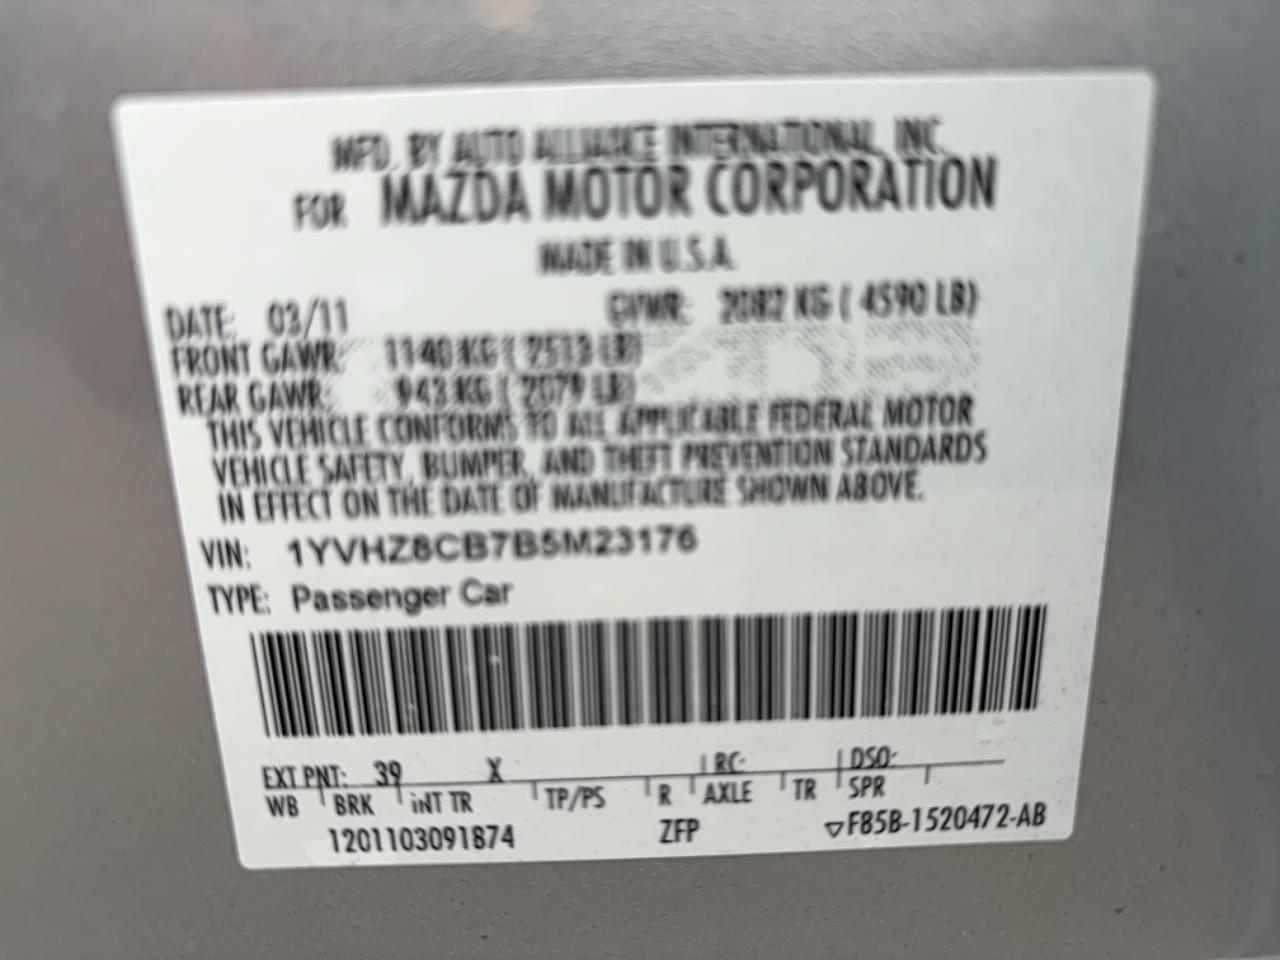 MFD. BY AUTO ALLIANCE INTERNATIONAL, INC.
FOR MAZDA MOTOR CORPORATION
MADE IN U.S.A.
DATE: 03/11 GVWR: 2082 KG ( 4590 LB)
FRONT GAWR: 1140 KG ( 2513 LB)
REAR GAWR: 943 KG ( 2079 LB)
THIS VEHICLE CONFORMS TO ALL APPLICABLE FEDERAL MOTOR
VEHICLE SAFETY, BUMPER, AND THEFT PREVENTION STANDARDS
IN EFFECT ON THE DATE OF MANUFACTURE SHOWN ABOVE.
VIN: 1YVHZ8CB7B5M23176
TYPE: Passenger Car
EXT PNT: 39 X RC: DSO:
WB BRK INT TR TP/PS R AXLE TR SPR
1201103091874 ZFP ▽F85B-1520472-AB